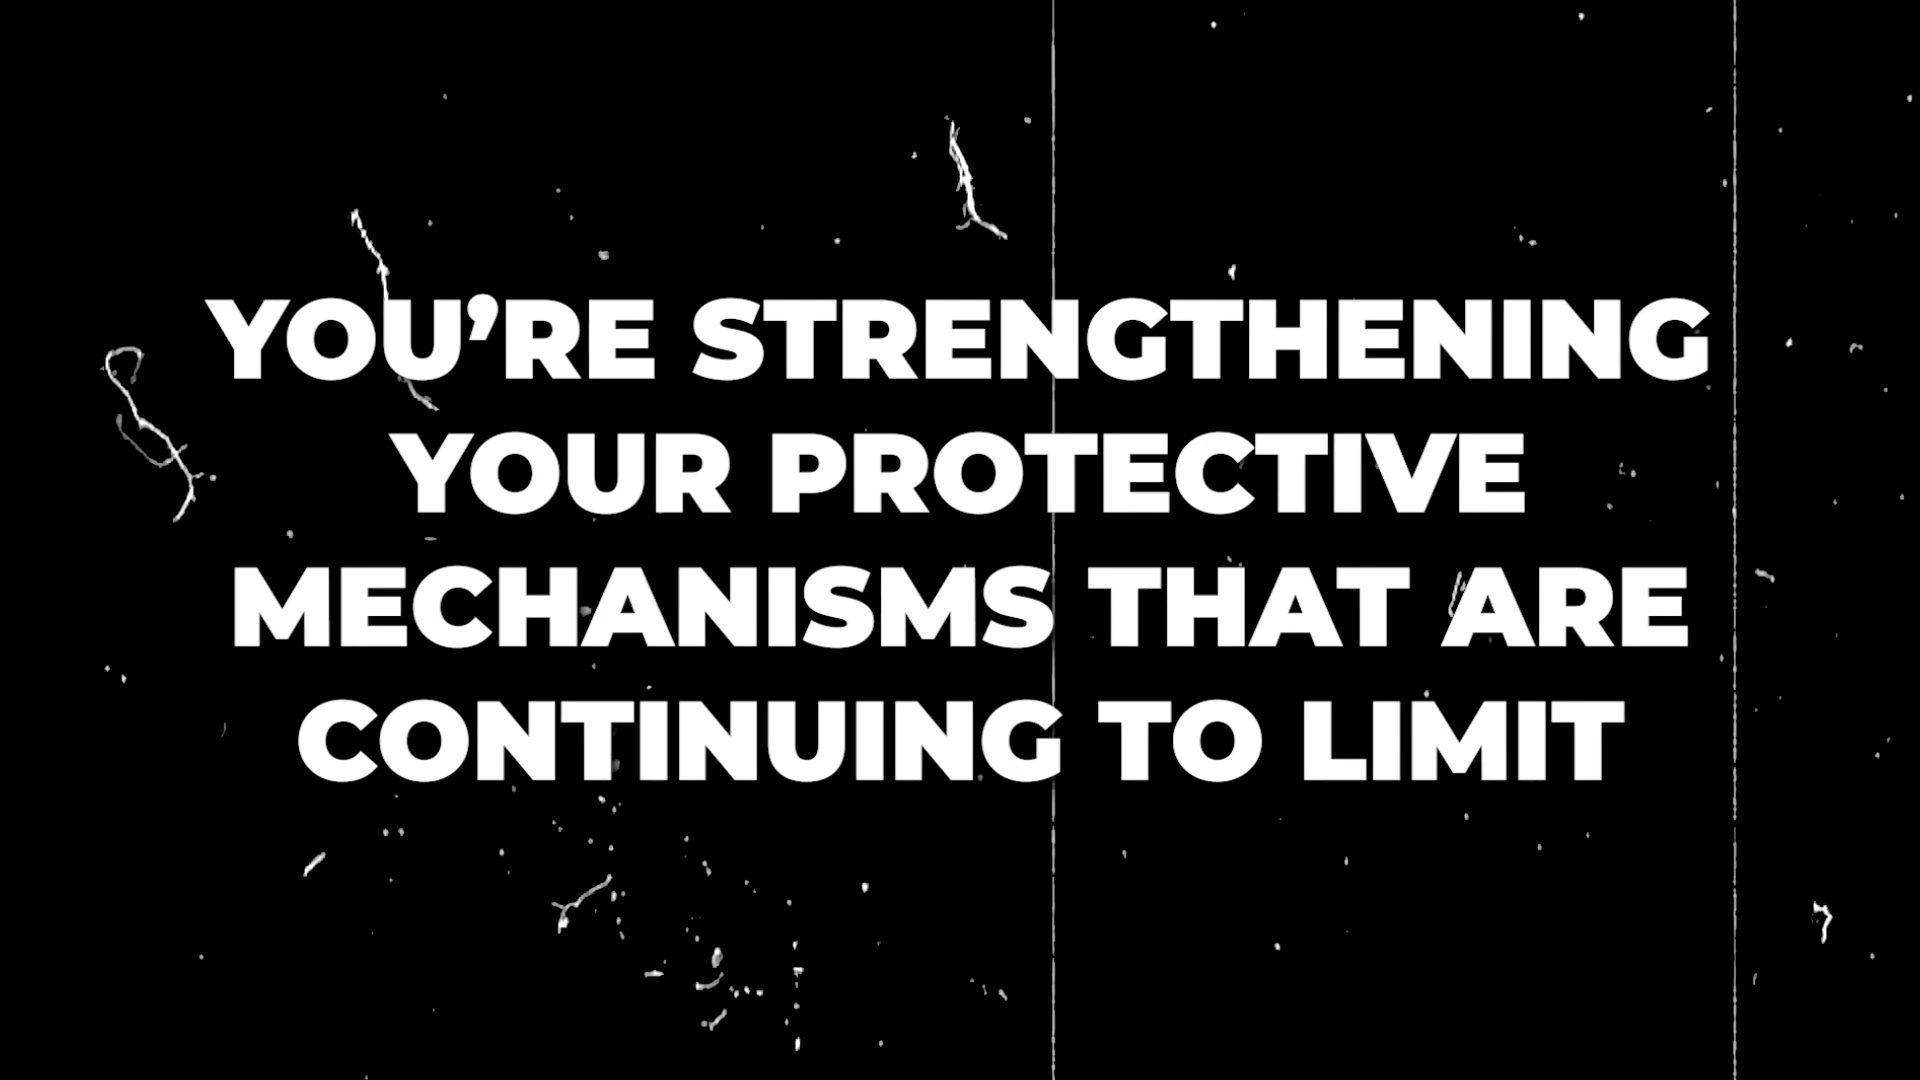 YOU’RE STRENGTHENING
YOUR PROTECTIVE
MECHANISMS THAT ARE
CONTINUING TO LIMIT